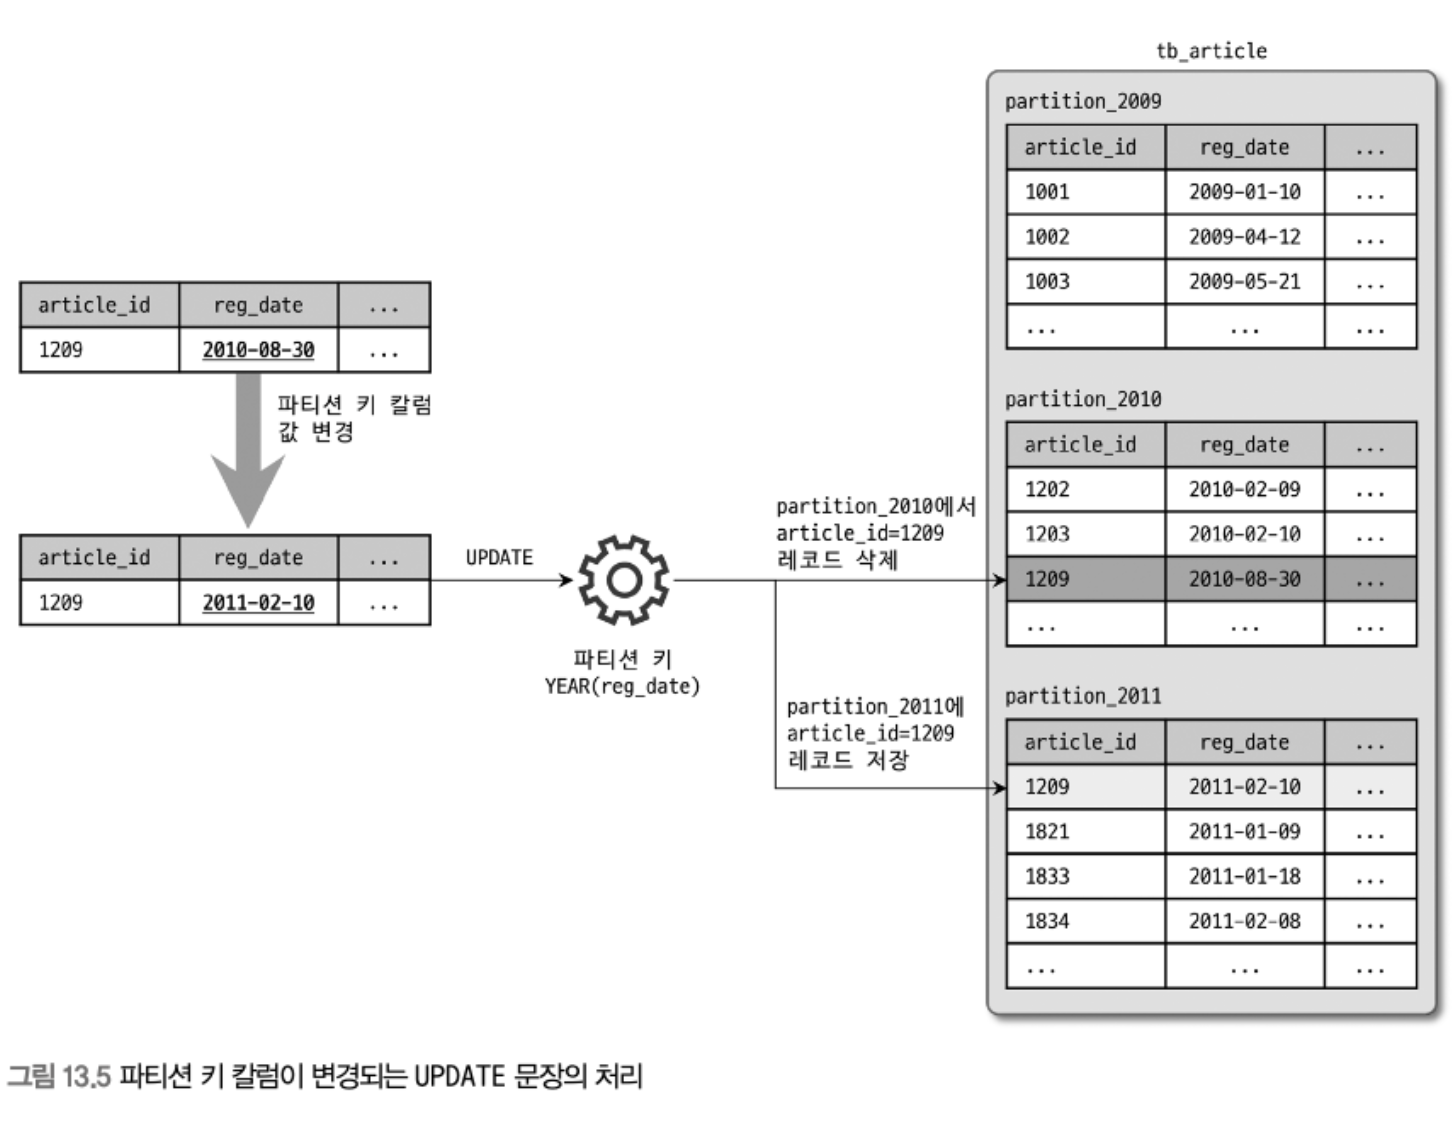 tb_article
partition_2009
article_id reg_date ...
1001 2009-01-10 ...
1002 2009-04-12 ...
1003 2009-05-21 ...
... ... ...
article_id reg_date ...
1209 2010-08-30 ...
파티션 키 칼럼
값 변경
article_id reg_date ...
1209 2011-02-10 ...
UPDATE
파티션 키
YEAR(reg_date)
partition_2010에서
article_id=1209
레코드 삭제
partition_2011에
article_id=1209
레코드 저장
partition_2010
article_id reg_date ...
1202 2010-02-09 ...
1203 2010-02-10 ...
1209 2010-08-30 ...
... ... ...
partition_2011
article_id reg_date ...
1209 2011-02-10 ...
1821 2011-01-09 ...
1833 2011-01-18 ...
1834 2011-02-08 ...
... ... ...
그림 13.5 파티션 키 칼럼이 변경되는 UPDATE 문장의 처리